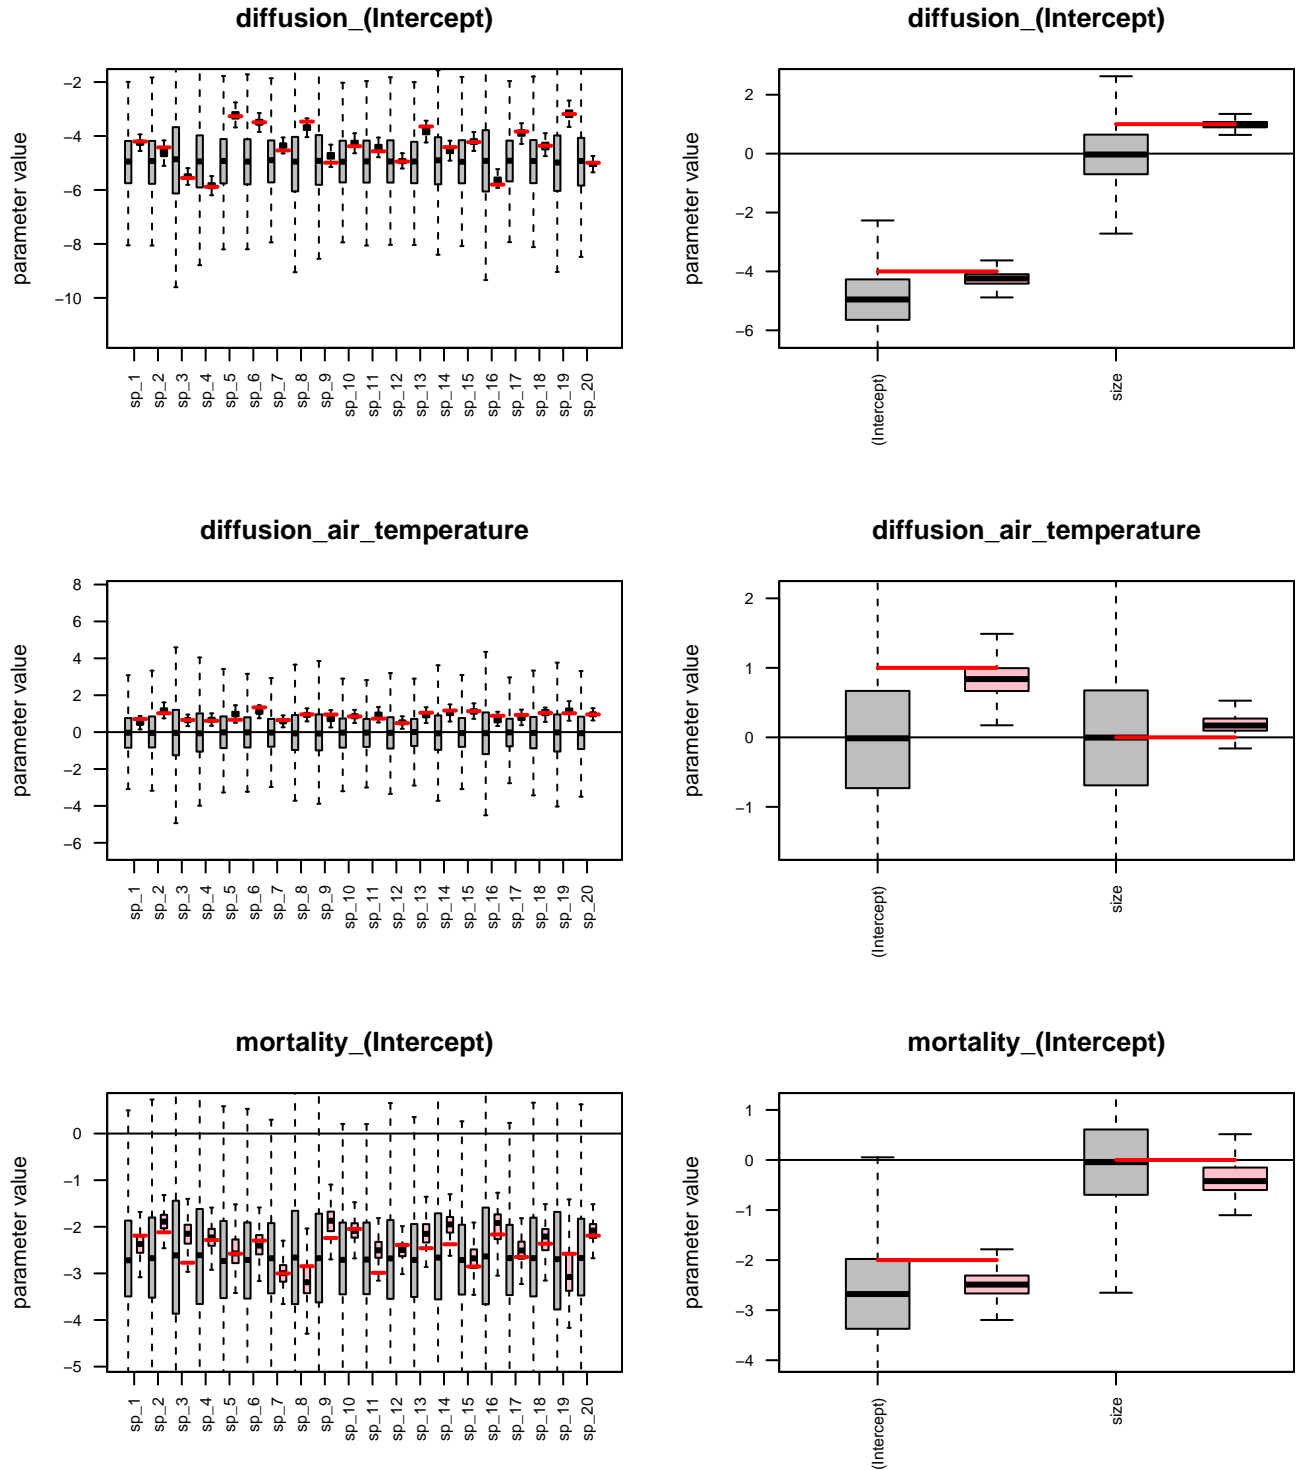 diffusion_(Intercept)
parameter value
−2
−4
−6
−8
−10
sp_1
sp_2
sp_3
sp_4
sp_5
sp_6
sp_7
sp_8
sp_9
sp_10
sp_11
sp_12
sp_13
sp_14
sp_15
sp_16
sp_17
sp_18
sp_19
sp_20
diffusion_(Intercept)
parameter value
2
0
−2
−4
−6
(Intercept)
size
diffusion_air_temperature
parameter value
8
6
4
2
0
−2
−4
−6
sp_1
sp_2
sp_3
sp_4
sp_5
sp_6
sp_7
sp_8
sp_9
sp_10
sp_11
sp_12
sp_13
sp_14
sp_15
sp_16
sp_17
sp_18
sp_19
sp_20
diffusion_air_temperature
parameter value
2
1
0
−1
(Intercept)
size
mortality_(Intercept)
parameter value
0
−1
−2
−3
−4
−5
sp_1
sp_2
sp_3
sp_4
sp_5
sp_6
sp_7
sp_8
sp_9
sp_10
sp_11
sp_12
sp_13
sp_14
sp_15
sp_16
sp_17
sp_18
sp_19
sp_20
mortality_(Intercept)
parameter value
1
0
−1
−2
−3
−4
(Intercept)
size